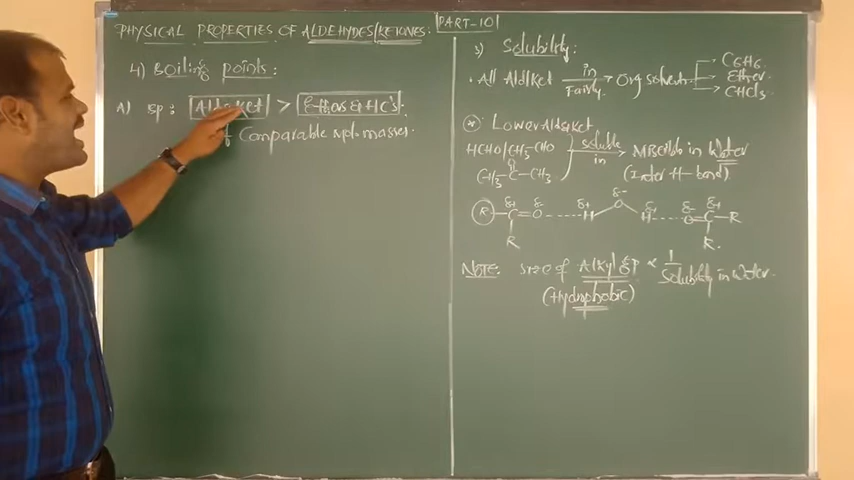 PHYSICAL PROPERTIES OF ALDEHYDES/KETONES: PART-10
4) Boiling points:
A) BP: Ald & Ket > Ethers & HC's.
of Comparable mol. masses.
5) Solubility:
• All Ald/Ket in Fairly → Org solvents → C6H6.
Ether.
CHCl3.
* Lower Ald & Ket
HCHO/CH3-CHO soluble in → Miscible in Water
O
CH3-C-CH3 (Inter H-bond)
δ+ δ- δ+ δ- δ- δ+
R-C=O ---- H O H ---- O=C-R
R R.
NOTE: size of Alkyl gp ∝ 1 / Solubility in Water.
(Hydrophobic)